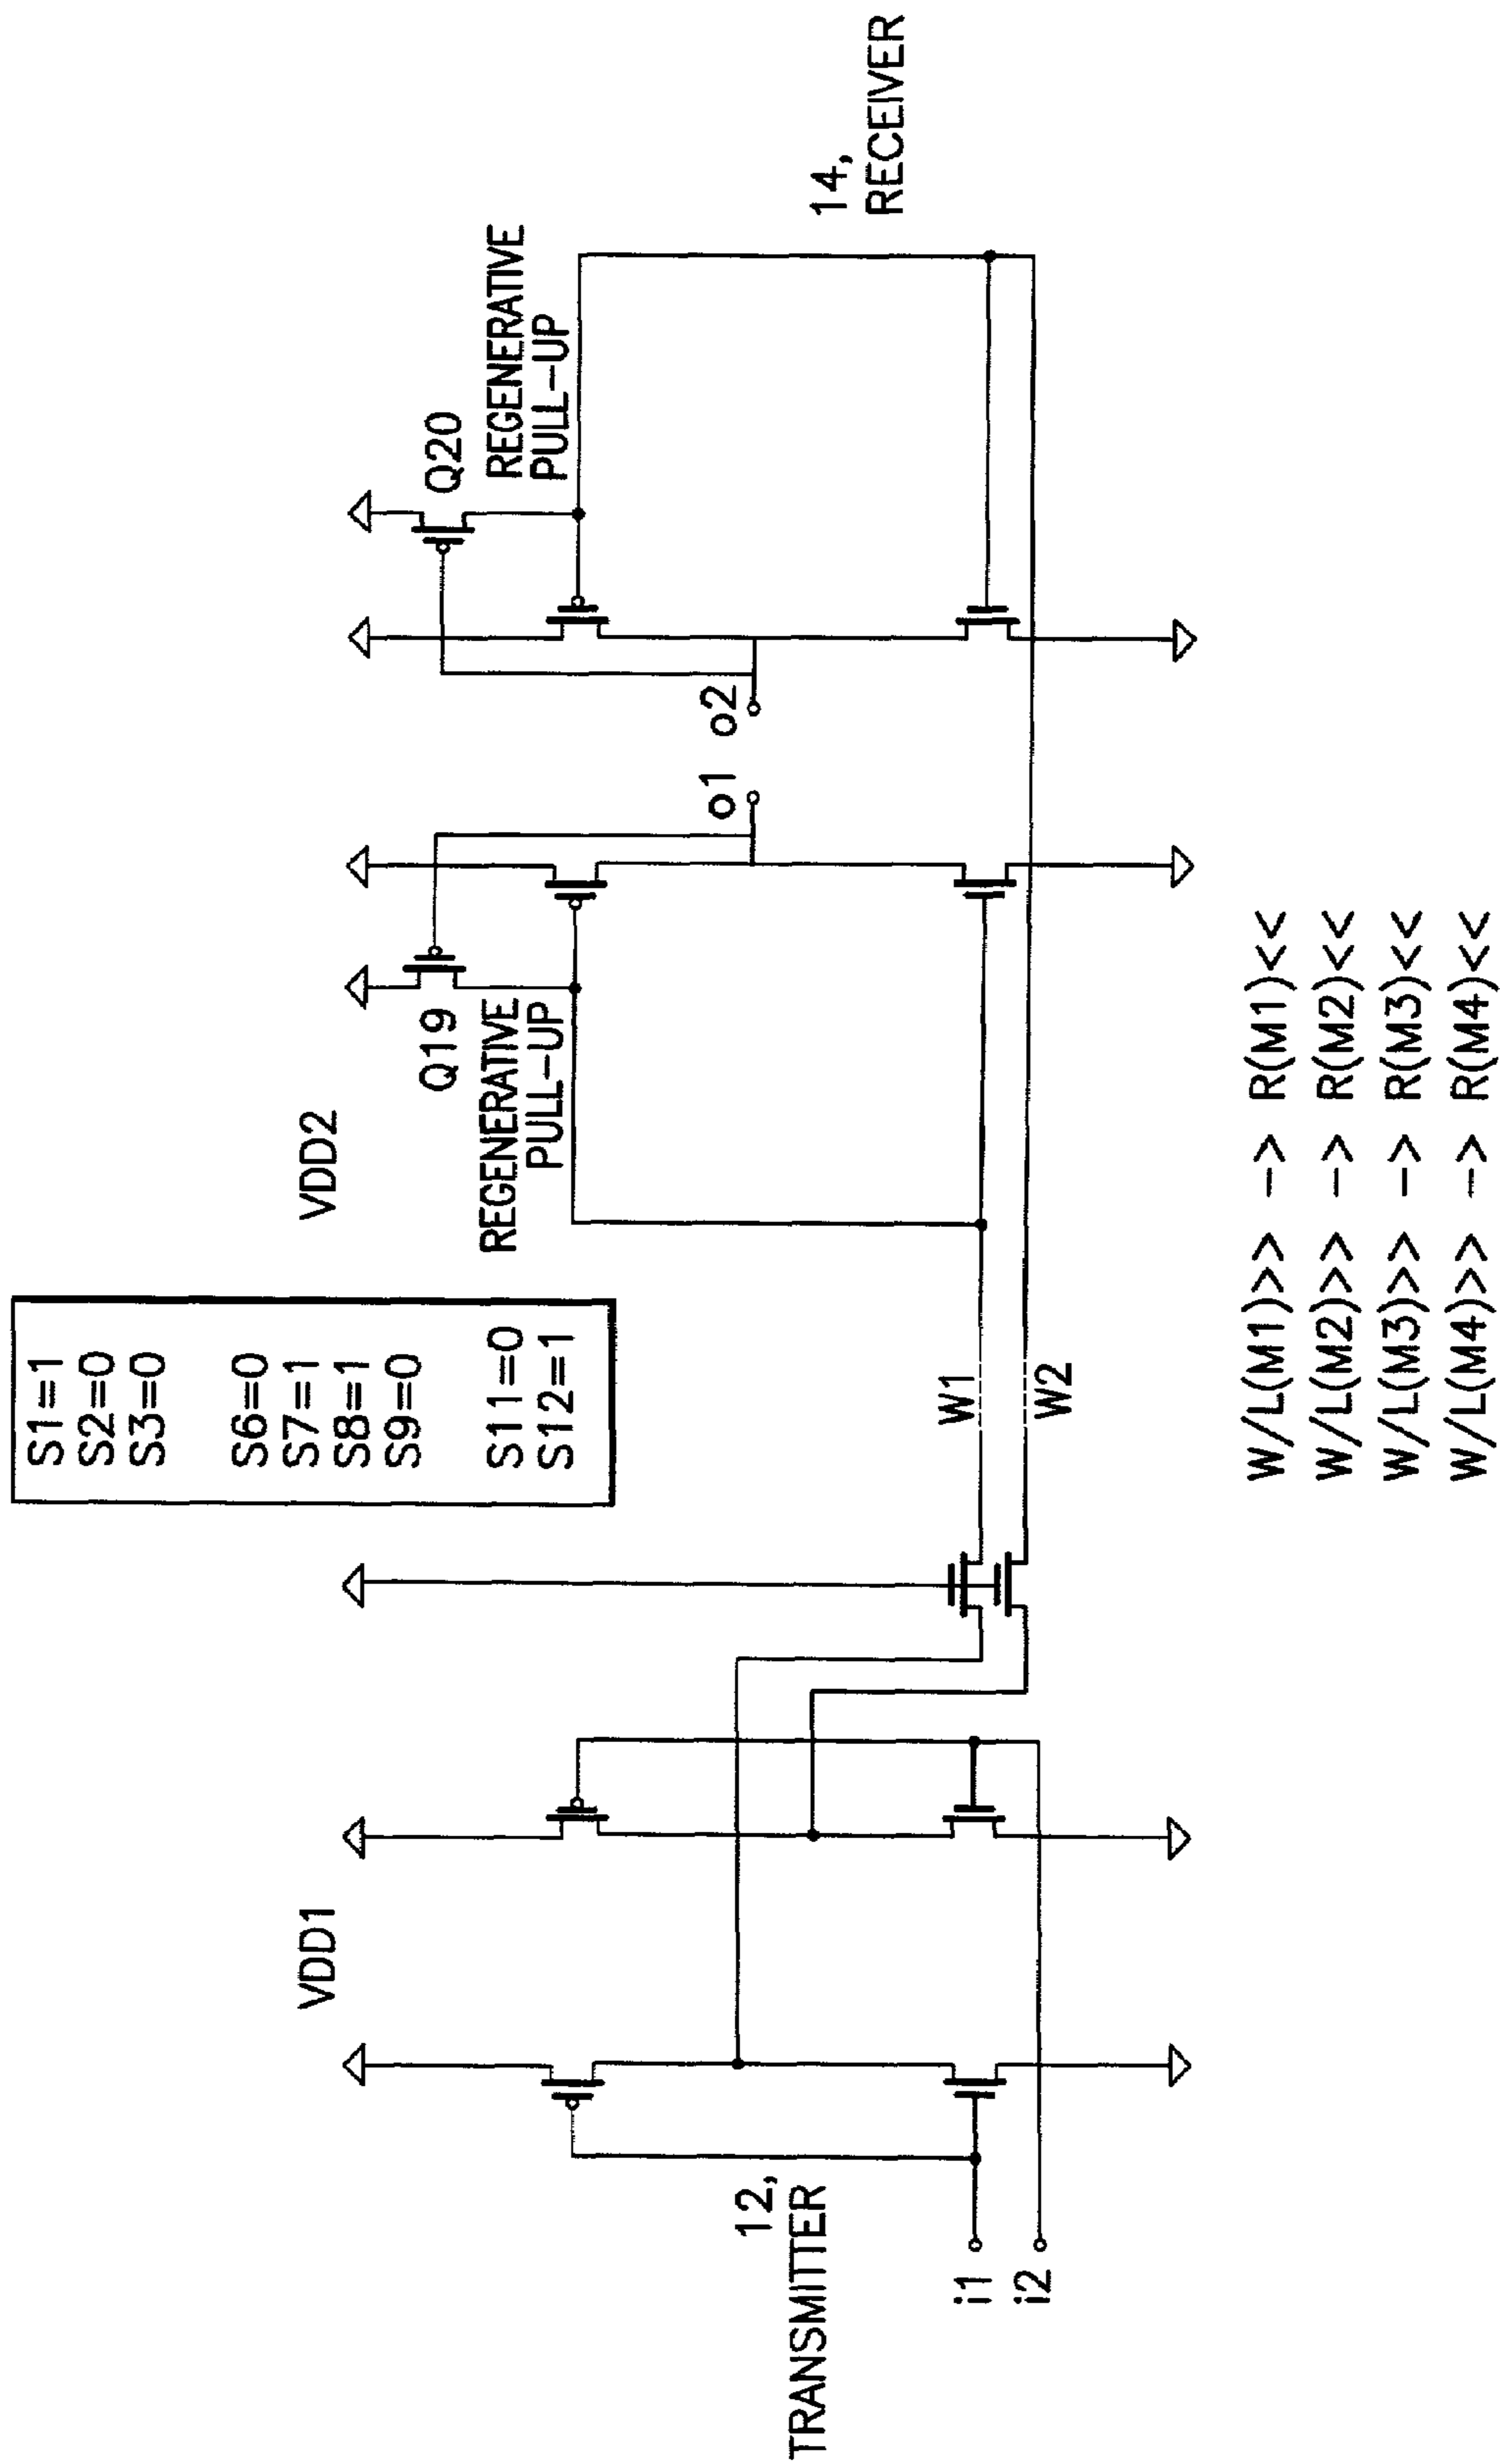 S1=1
S2=0
S3=0
S6=0
S7=1
S8=1
S9=0
S11=0
S12=1
VDD1
VDD2
Q19
REGENERATIVE
PULL-UP
Q20
REGENERATIVE
PULL-UP
12,
TRANSMITTER
o1
o2
14,
RECEIVER
i1
i2
W1
W2
W/L(M1)>> -> R(M1)<<
W/L(M2)>> -> R(M2)<<
W/L(M3)>> -> R(M3)<<
W/L(M4)>> -> R(M4)<<